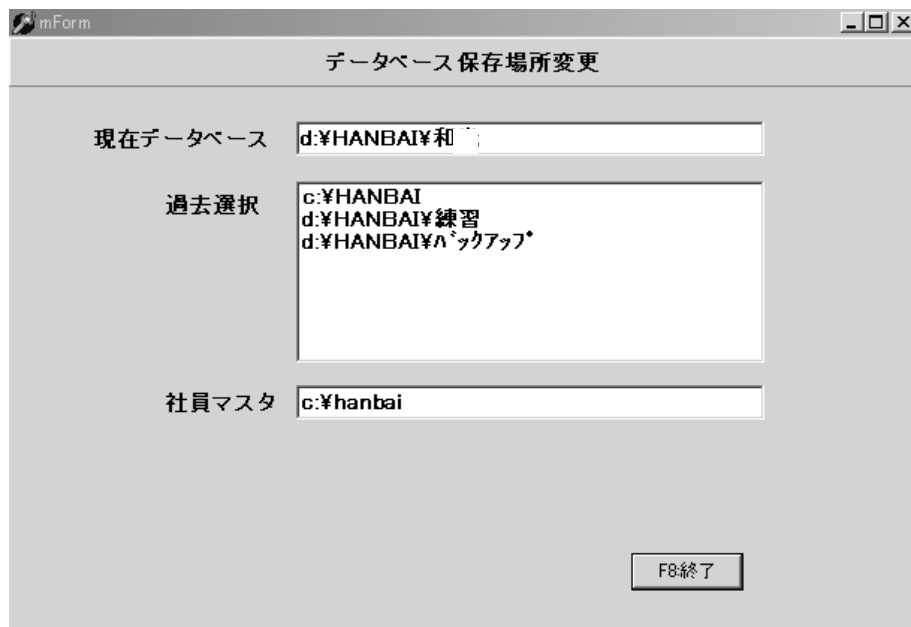 mForm
データベース保存場所変更
現在データベース d:¥HANBAI¥和
過去選択
c:¥HANBAI
d:¥HANBAI¥練習
d:¥HANBAI¥ﾊﾞｯｸｱｯﾌﾟ
社員マスタ c:¥hanbai
F8:終了